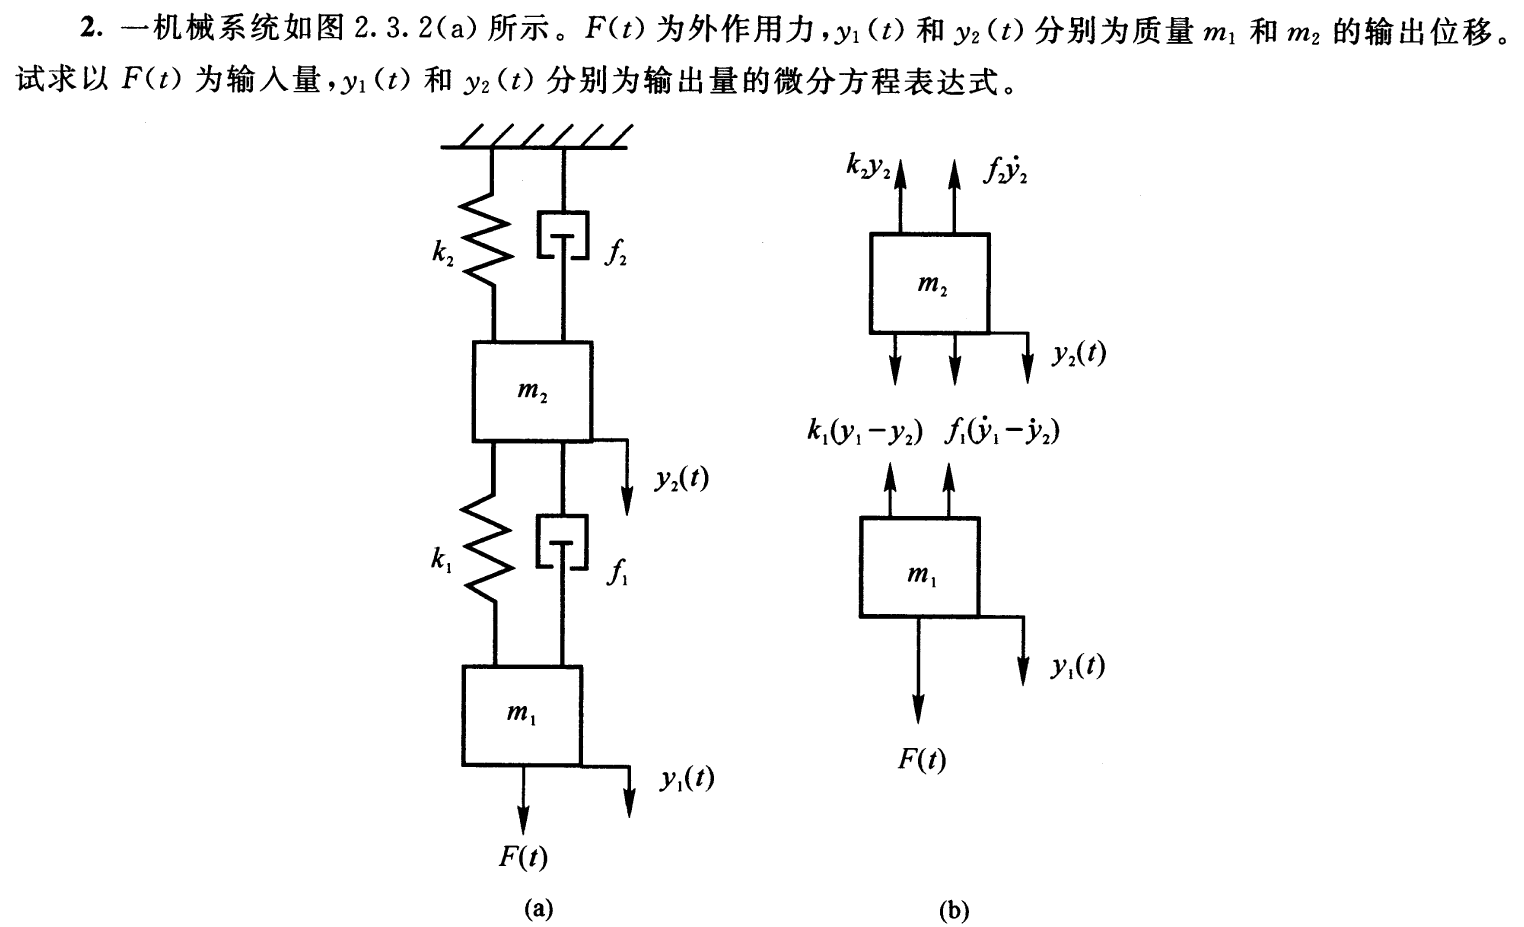 2. 一机械系统如图 2.3.2(a) 所示。F(t) 为外作用力,y₁(t) 和 y₂(t) 分别为质量 m₁ 和 m₂ 的输出位移。
试求以 F(t) 为输入量,y₁(t) 和 y₂(t) 分别为输出量的微分方程表达式。
k₂
f₂
m₂
y₂(t)
k₁
f₁
m₁
y₁(t)
F(t)
(a)
k₂y₂
f₂ẏ₂
m₂
y₂(t)
k₁(y₁−y₂)
f₁(ẏ₁−ẏ₂)
m₁
y₁(t)
F(t)
(b)